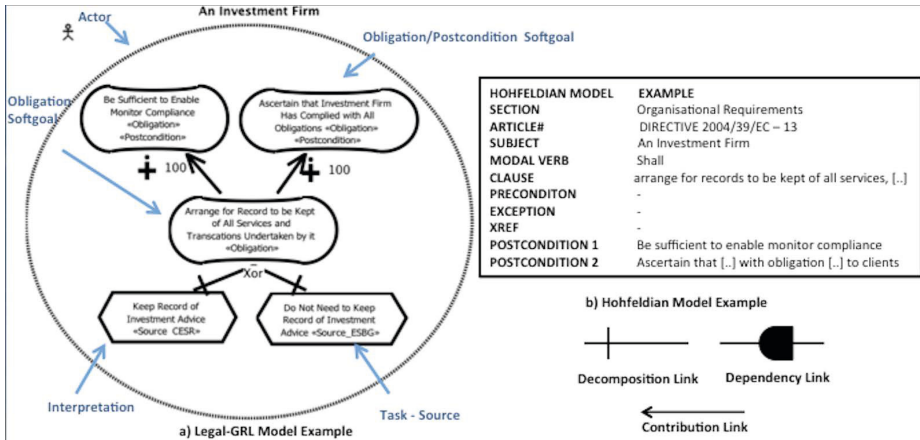 An Investment Firm
Actor
Obligation/Postcondition Softgoal
Obligation
Softgoal
Be Sufficient to Enable
Monitor Compliance
«Obligation»
«Postcondition»
Ascertain that Investment Firm
Has Complied with All
Obligations «Obligation»
«Postcondition»
100
100
Arrange for Record to be Kept
of All Services and
Transcations Undertaken by it
«Obligation»
Xor
Keep Record of
Investment Advice
«Source CESR»
Do Not Need to Keep
Record of Investment
Advice «Source_ESBG»
Interpretation
Task - Source
a) Legal-GRL Model Example
HOHFELDIAN MODEL EXAMPLE
SECTION Organisational Requirements
ARTICLE# DIRECTIVE 2004/39/EC – 13
SUBJECT An Investment Firm
MODAL VERB Shall
CLAUSE arrange for records to be kept of all services, [..]
PRECONDITON -
EXCEPTION -
XREF -
POSTCONDITION 1 Be sufficient to enable monitor compliance
POSTCONDITION 2 Ascertain that [..] with obligation [..] to clients
b) Hohfeldian Model Example
Decomposition Link
Dependency Link
Contribution Link